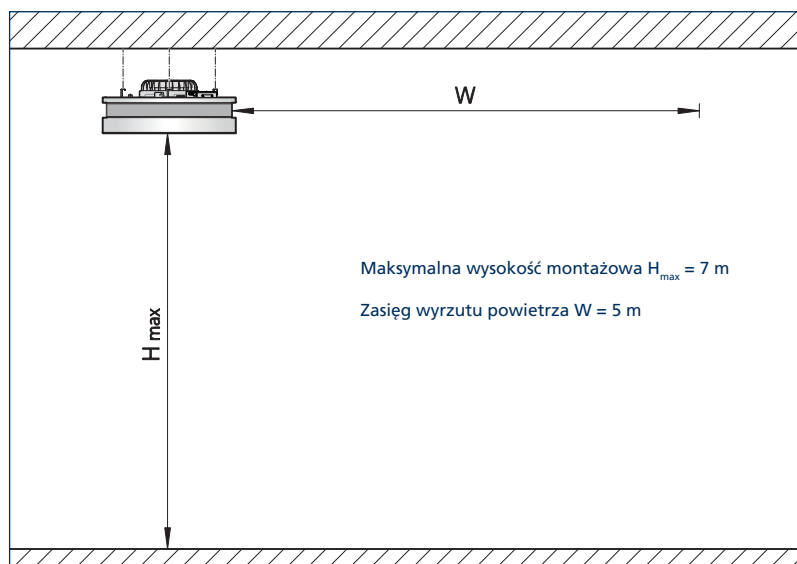 W
Maksymalna wysokość montażowa Hmax = 7 m
Zasięg wyrzutu powietrza W = 5 m
H max